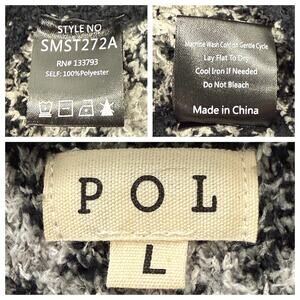 STYLE NO
SMST272A
RN# 133793
SELF: 100%Polyester
Machine Wash Cold on Gentle Cycle
Lay Flat To Dry
Cool Iron If Needed
Do Not Bleach
Made in China
POL
L